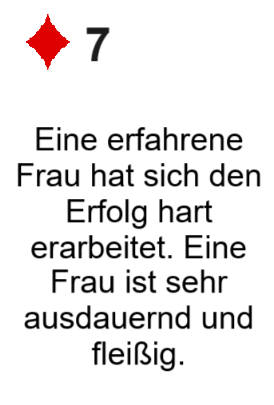 7
Eine erfahrene
Frau hat sich den
Erfolg hart
erarbeitet. Eine
Frau ist sehr
ausdauernd und
fleißig.